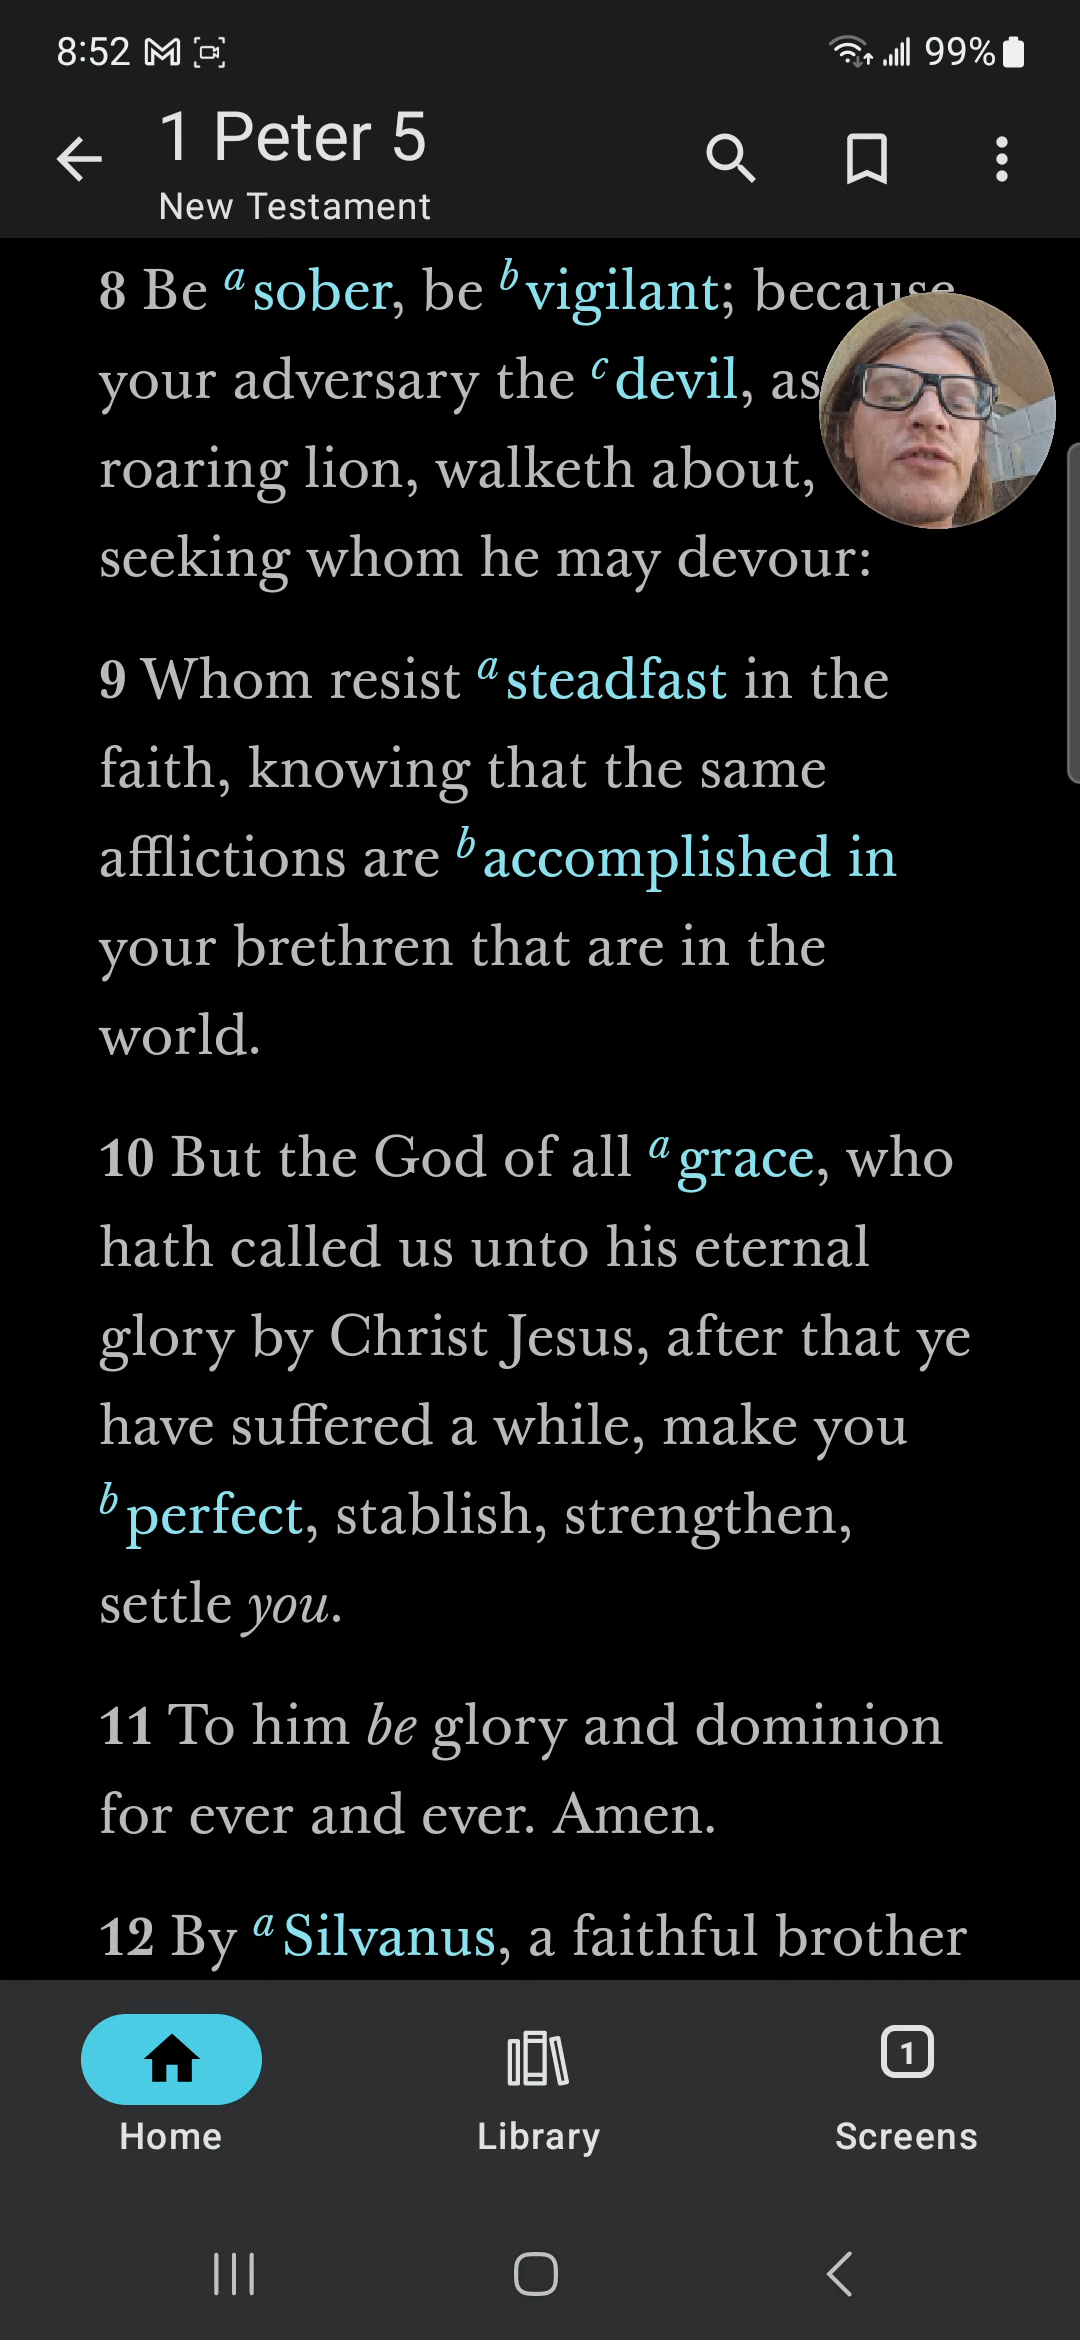 8:52 99%
1 Peter 5
New Testament
8 Be a sober, be b vigilant; because
your adversary the c devil, as
roaring lion, walketh about,
seeking whom he may devour:
9 Whom resist a steadfast in the
faith, knowing that the same
afflictions are b accomplished in
your brethren that are in the
world.
10 But the God of all a grace, who
hath called us unto his eternal
glory by Christ Jesus, after that ye
have suffered a while, make you
b perfect, stablish, strengthen,
settle you.
11 To him be glory and dominion
for ever and ever. Amen.
12 By a Silvanus, a faithful brother
1
Home Library Screens